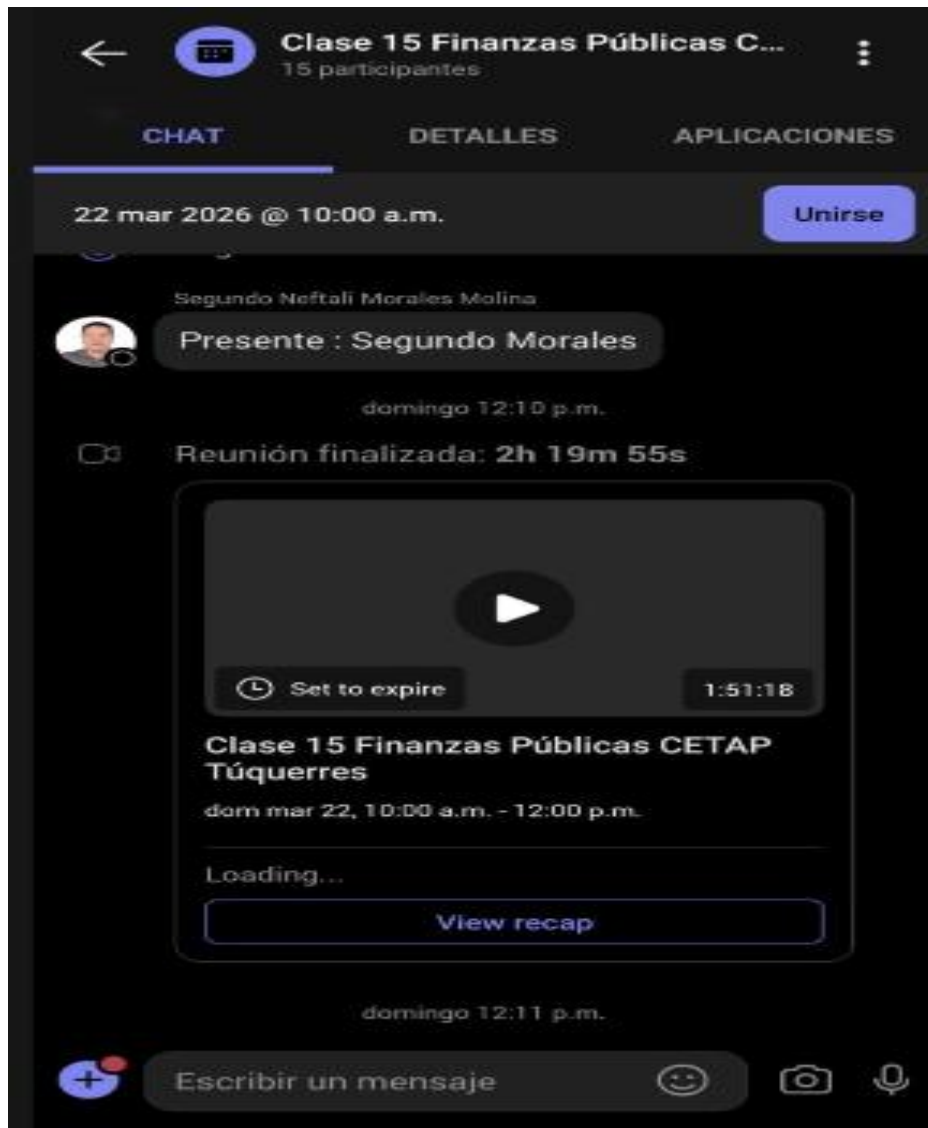 Clase 15 Finanzas Públicas C...
15 participantes
CHAT DETALLES APLICACIONES
22 mar 2026 @ 10:00 a.m. Unirse
Segundo Neftali Morales Molina
Presente : Segundo Morales
domingo 12:10 p.m.
Reunión finalizada: 2h 19m 55s
Set to expire 1:51:18
Clase 15 Finanzas Públicas CETAP
Túquerres
dom mar 22, 10:00 a.m. - 12:00 p.m.
Loading...
View recap
domingo 12:11 p.m.
Escribir un mensaje